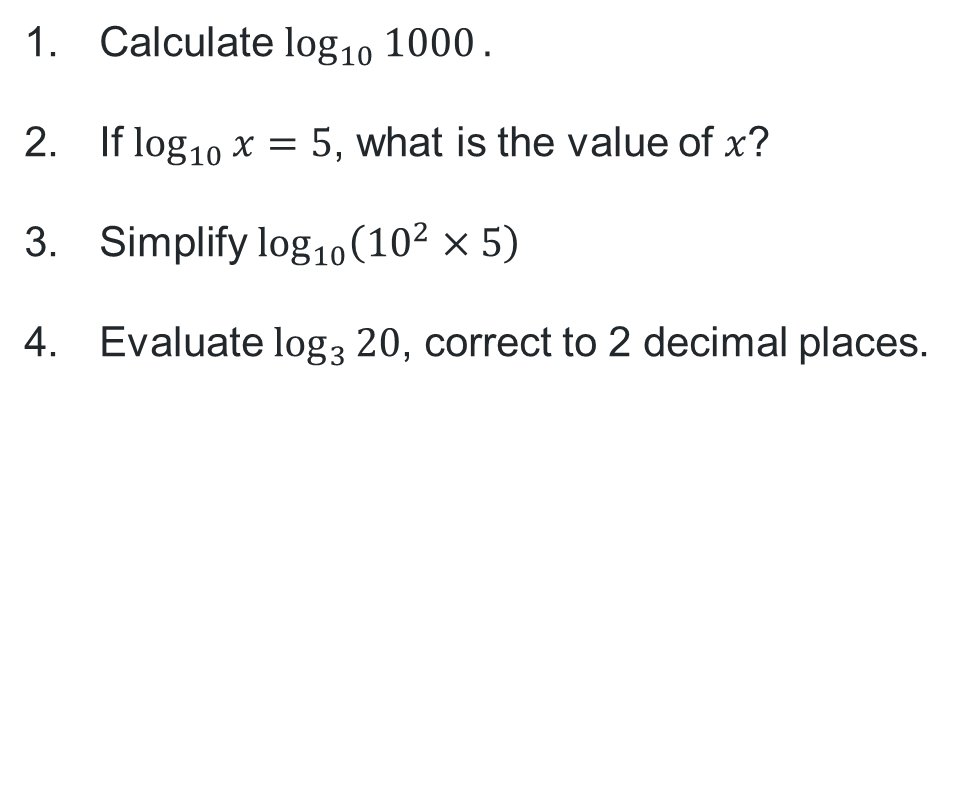 1. Calculate log₁₀ 1000 .
2. If log₁₀ x = 5, what is the value of x?
3. Simplify log₁₀(10² × 5)
4. Evaluate log₃ 20, correct to 2 decimal places.